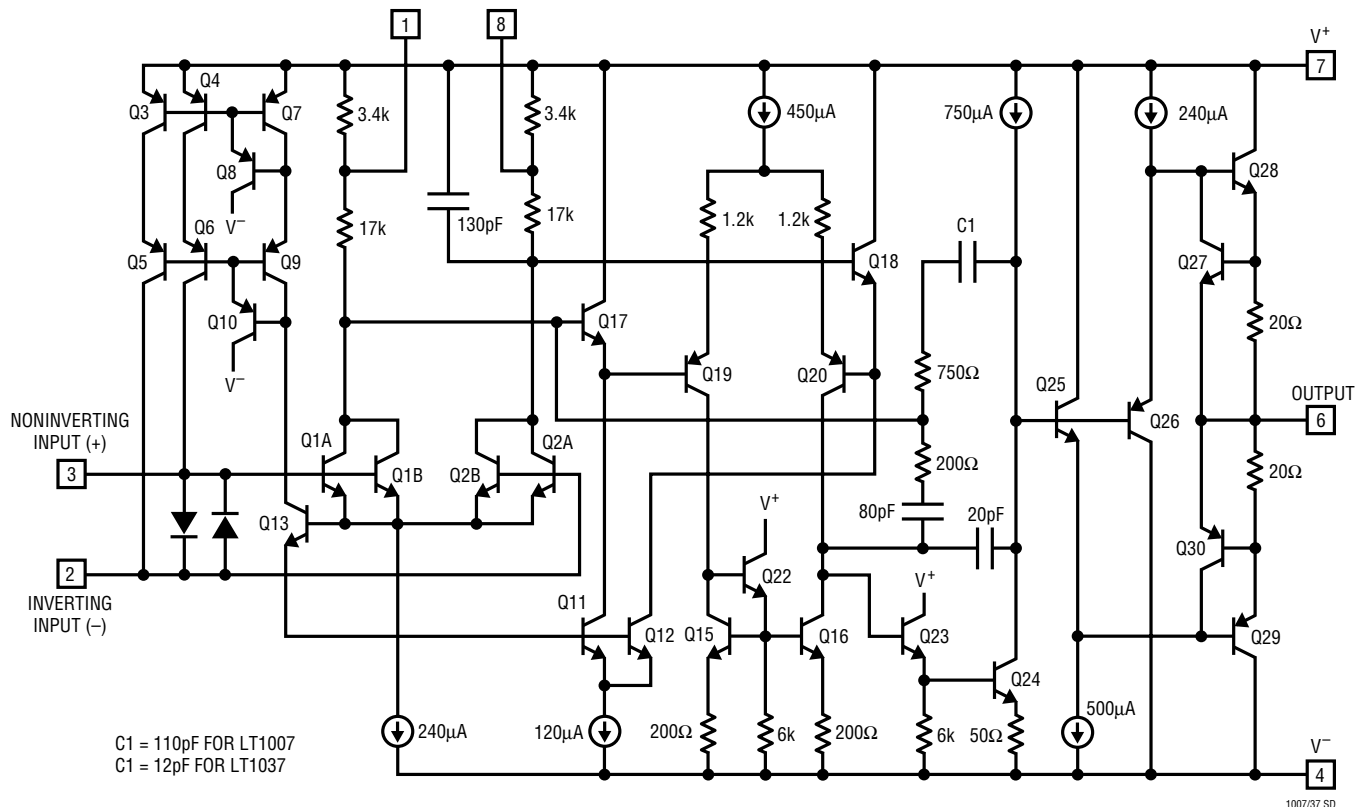 1
8
V+
7
Q3
Q4
Q7
3.4k
3.4k
450µA
750µA
240µA
Q8
V−
Q28
17k
130pF
17k
1.2k
1.2k
C1
Q5
Q6
Q9
Q18
Q27
Q10
V−
Q17
20Ω
Q19
Q20
750Ω
Q25
Q26
OUTPUT
6
NONINVERTING
INPUT (+)
3
Q1A
Q1B
Q2B
Q2A
200Ω
20Ω
Q13
V+
80pF
20pF
Q30
2
INVERTING
INPUT (–)
Q22
V+
Q11
Q12
Q15
Q16
Q23
Q29
Q24
240µA
120µA
200Ω
6k
200Ω
6k
50Ω
500µA
V−
4
C1 = 110pF FOR LT1007
C1 = 12pF FOR LT1037
1007/37 SD